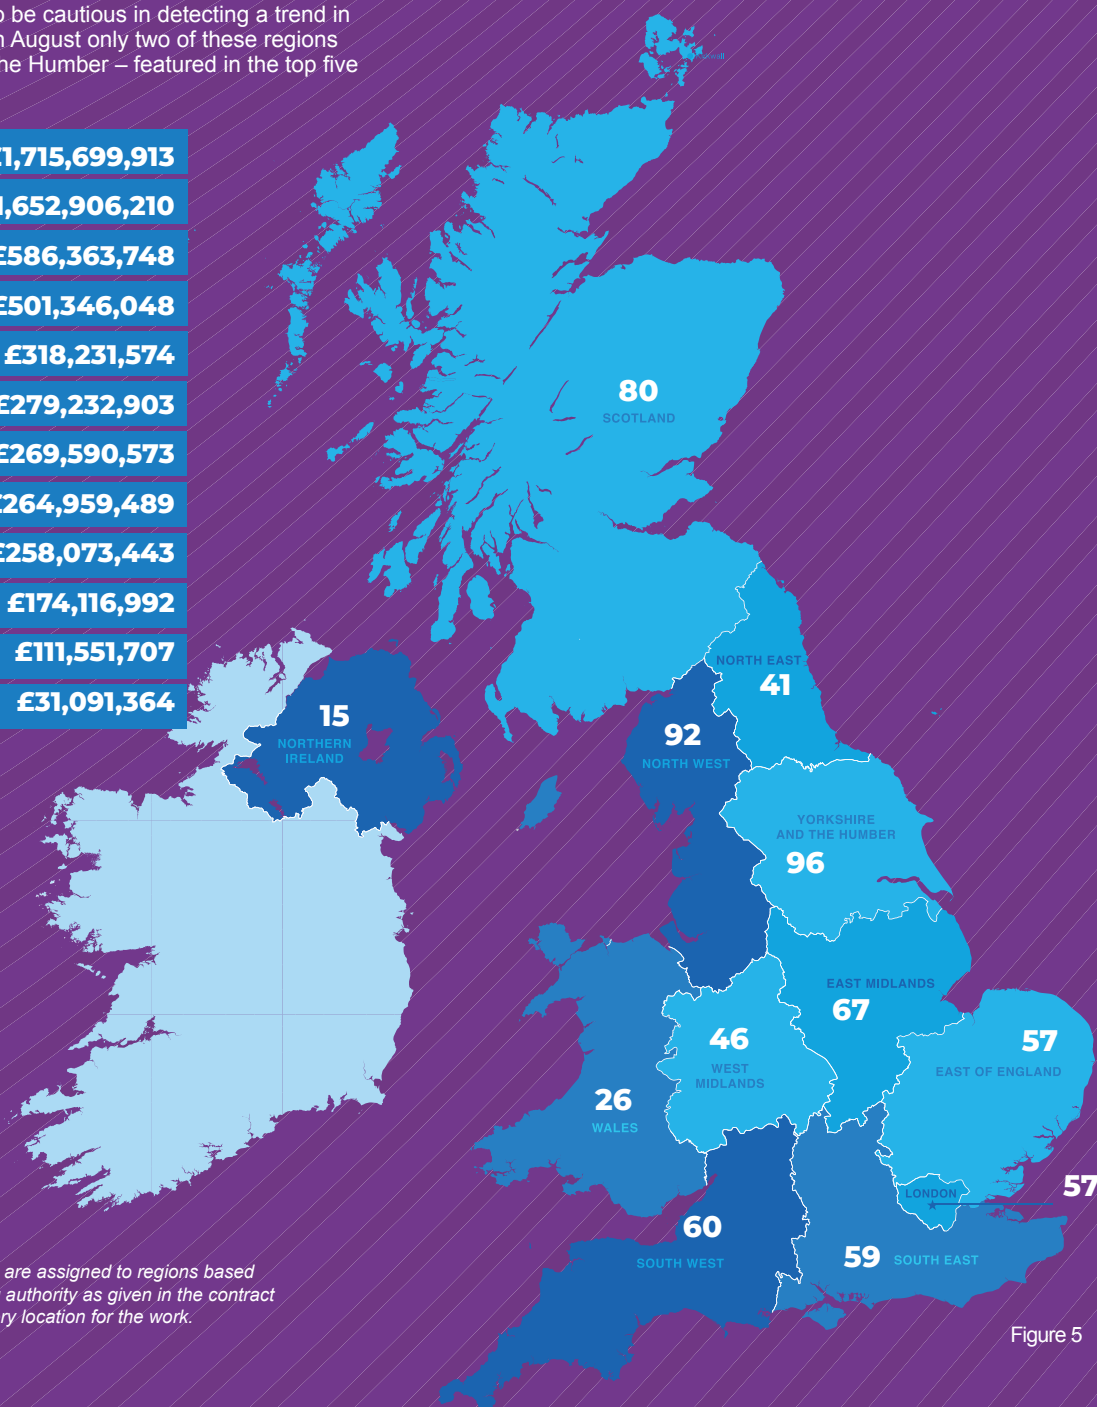 be cautious in detecting a trend in
August only two of these regions
Humber – featured in the top five
£1,715,699,913
1,652,906,210
£586,363,748
£501,346,048
£318,231,574
£279,232,903
£269,590,573
£264,959,489
£258,073,443
£174,116,992
£111,551,707
£31,091,364
80
SCOTLAND
NORTH EAST
41
15
NORTHERN
IRELAND
92
NORTH WEST
YORKSHIRE
AND THE HUMBER
96
EAST MIDLANDS
67
46
WEST
MIDLANDS
57
EAST OF ENGLAND
26
WALES
LONDON
57
60
SOUTH WEST
59 SOUTH EAST
are assigned to regions based
authority as given in the contract
ry location for the work.
Figure 5